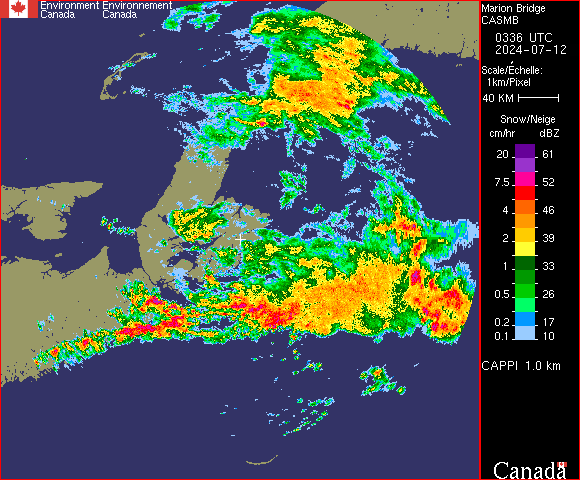 Environment Environnement
Canada Canada
Marion Bridge
CASMB
0336 UTC
2024-07-12
Scale/Échelle:
1km/Pixel
40 KM
Snow/Neige
cm/hr dBZ
20 61
7.5 52
4 46
2 39
1 33
0.5 26
0.2 17
0.1 10
CAPPI 1.0 km
Canada